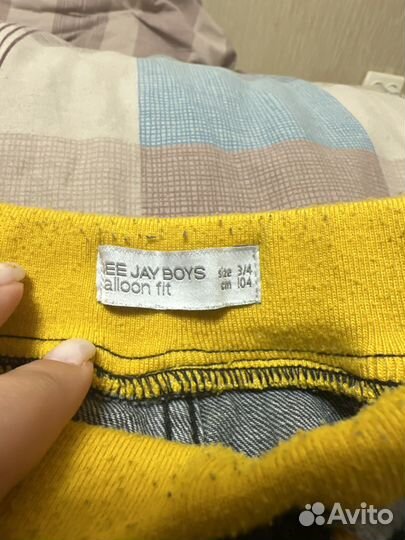 EE JAY BOYS size 3/4
alloon fit cm 104
Avito